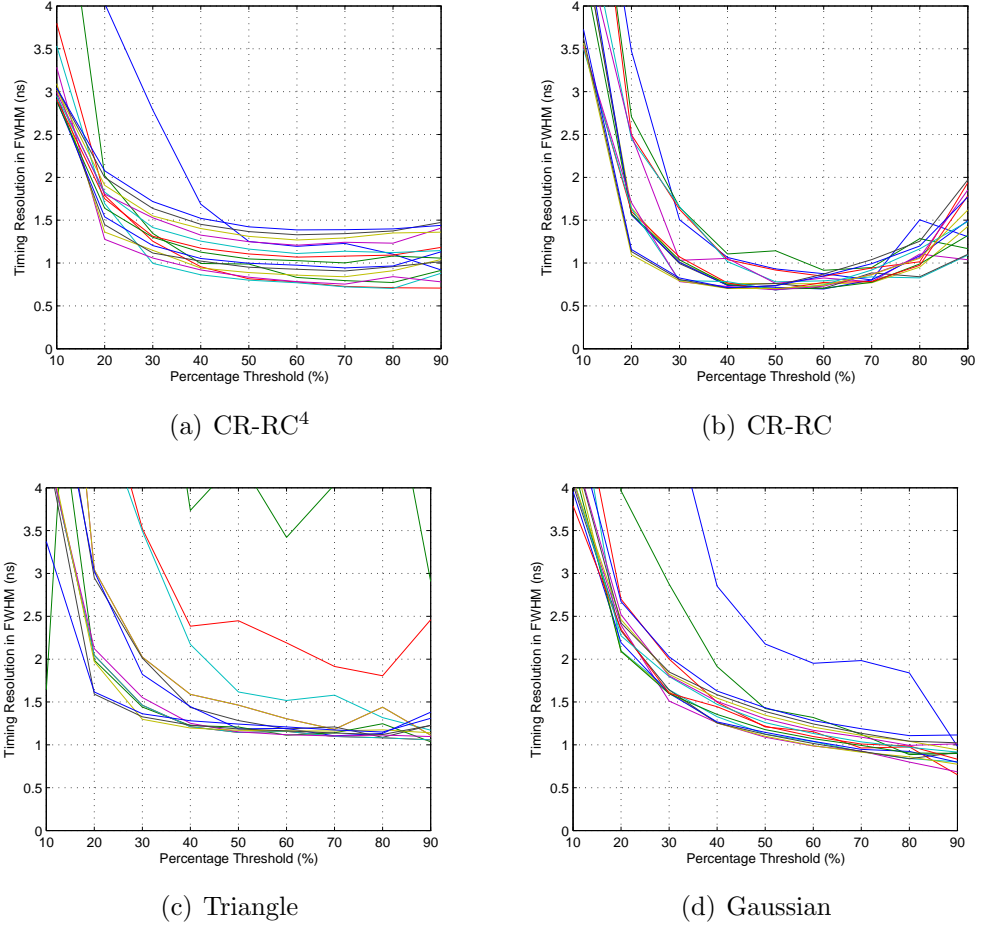 4
3.5
3
2.5
2
1.5
1
0.5
0
10 20 30 40 50 60 70 80 90
Timing Resolution in FWHM (ns)
Percentage Threshold (%)
(a) CR-RC⁴
4
3.5
3
2.5
2
1.5
1
0.5
0
10 20 30 40 50 60 70 80 90
Timing Resolution in FWHM (ns)
Percentage Threshold (%)
(b) CR-RC
4
3.5
3
2.5
2
1.5
1
0.5
0
10 20 30 40 50 60 70 80 90
Timing Resolution in FWHM (ns)
Percentage Threshold (%)
(c) Triangle
4
3.5
3
2.5
2
1.5
1
0.5
0
10 20 30 40 50 60 70 80 90
Timing Resolution in FWHM (ns)
Percentage Threshold (%)
(d) Gaussian